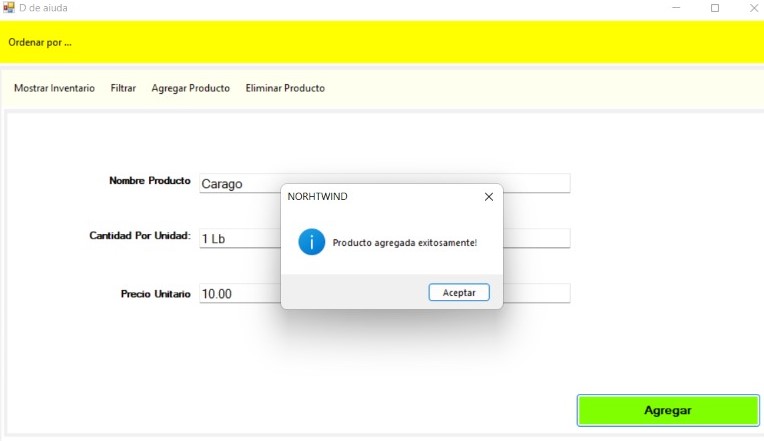 D de aiuda
Ordenar por ...
Mostrar Inventario Filtrar Agregar Producto Eliminar Producto
Nombre Producto Carago
NORHTWIND
Producto agregada exitosamente!
Aceptar
Cantidad Por Unidad: 1 Lb
Precio Unitario 10.00
Agregar